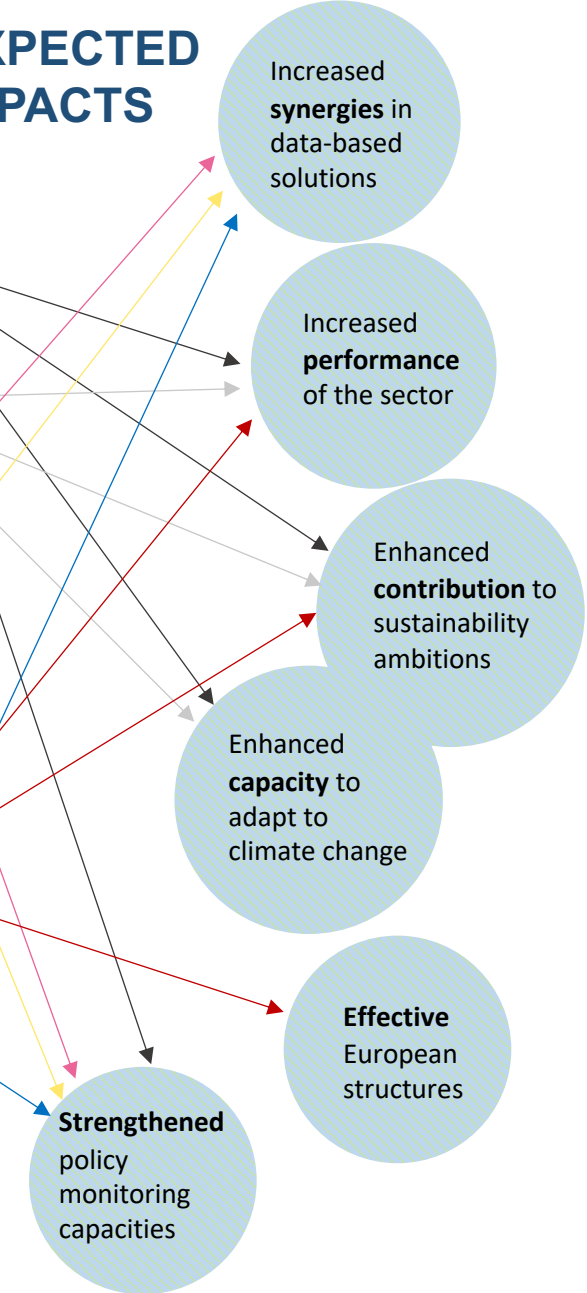 XPECTED
PACTS
Increased
synergies in
data-based
solutions
Increased
performance
of the sector
Enhanced
contribution to
sustainability
ambitions
Enhanced
capacity to
adapt to
climate change
Effective
European
structures
Strengthened
policy
monitoring
capacities